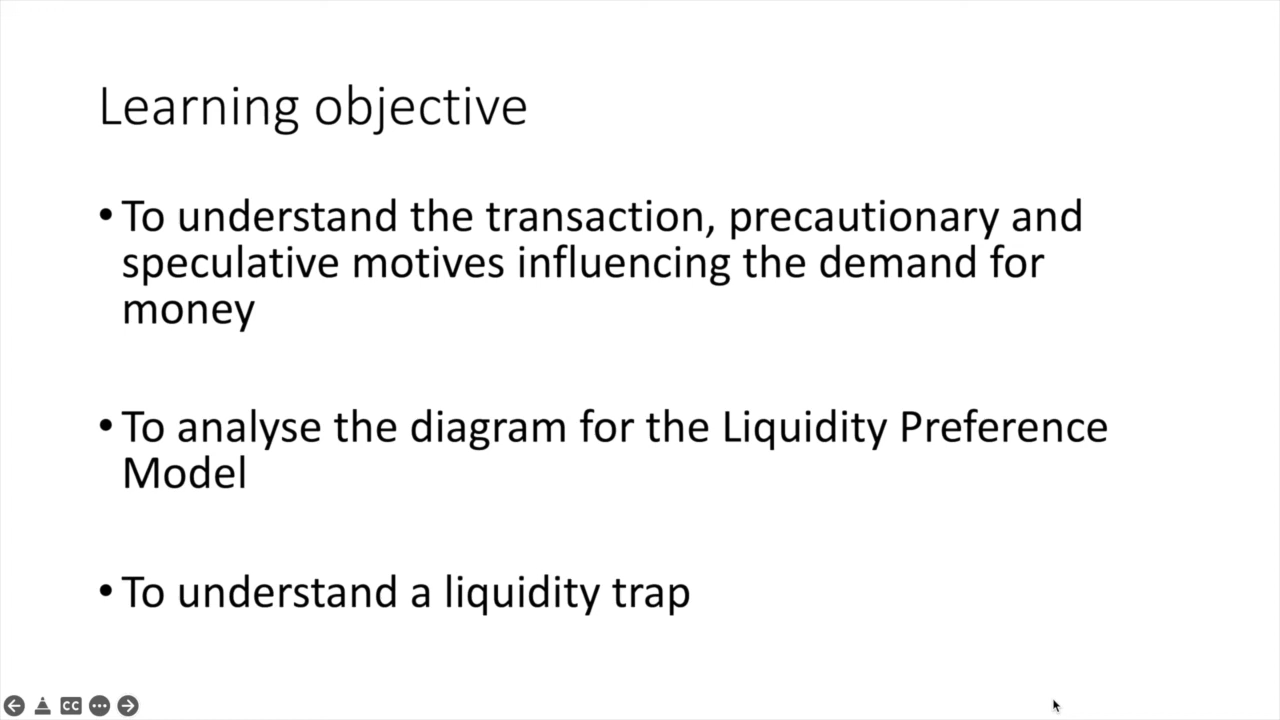 Learning objective
• To understand the transaction, precautionary and
speculative motives influencing the demand for
money
• To analyse the diagram for the Liquidity Preference
Model
• To understand a liquidity trap
CC